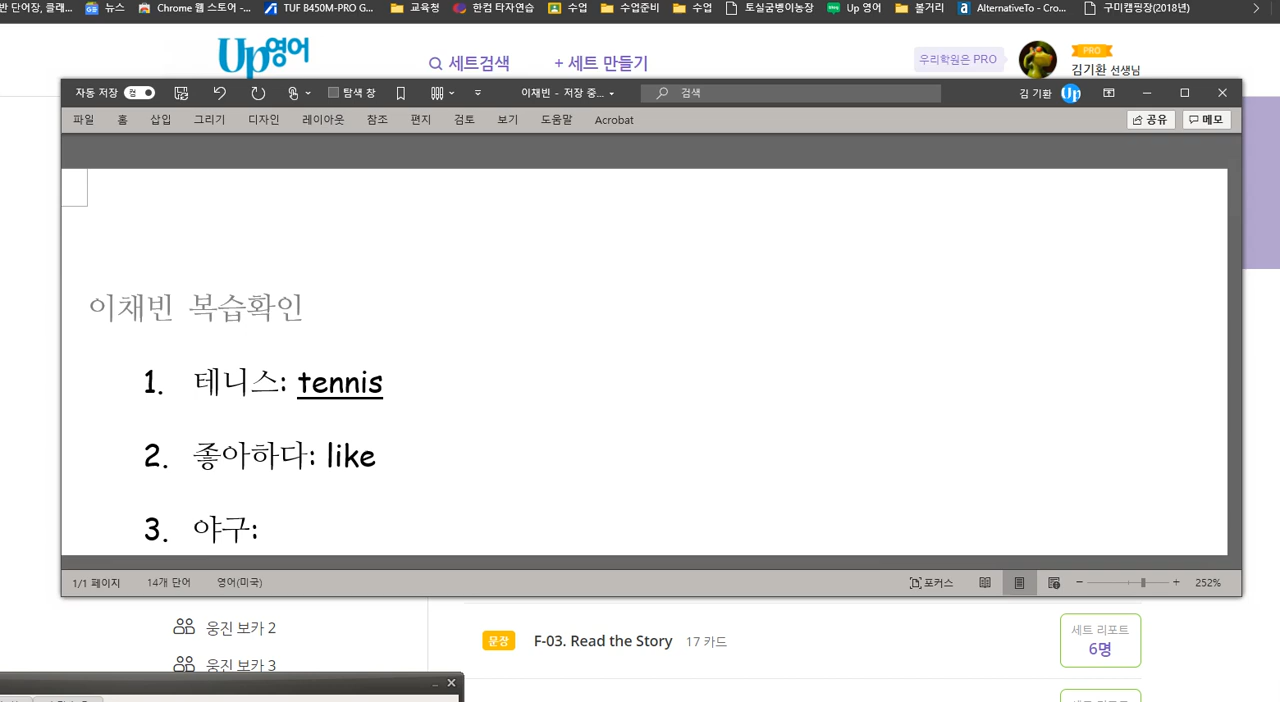 반 단어장, 클래... 뉴스 Chrome 웹 스토어 -... TUF B450M-PRO G... 교육청 한컴 타자연습 수업 수업준비 수업 토실굼벵이농장 Up 영어 볼거리 AlternativeTo - Cro... 구미캠핑장(2018년)
Up영어 세트검색 + 세트 만들기 우리학원은 PRO PRO
김기환 선생님
자동 저장 탐색 창 이채빈 - 저장 중... 검색 김 기환 Up
파일 홈 삽입 그리기 디자인 레이아웃 참조 편지 검토 보기 도움말 Acrobat 공유 메모
이채빈 복습확인
1. 테니스: tennis
2. 좋아하다: like
3. 야구:
1/1 페이지 14개 단어 영어(미국) 포커스 252%
웅진 보카 2
문장 F-03. Read the Story 17 카드 세트 리포트
6명
웅진 보카 3